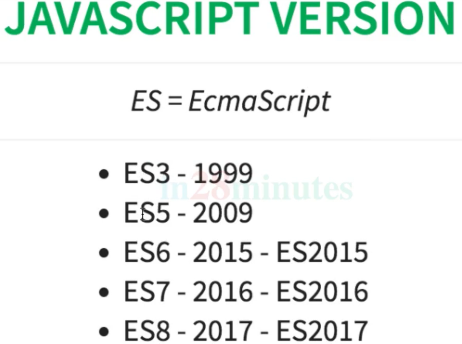 JAVASCRIPT VERSION
ES = EcmaScript
ES3 - 1999
in28minutes
ES5 - 2009
ES6 - 2015 - ES2015
ES7 - 2016 - ES2016
ES8 - 2017 - ES2017